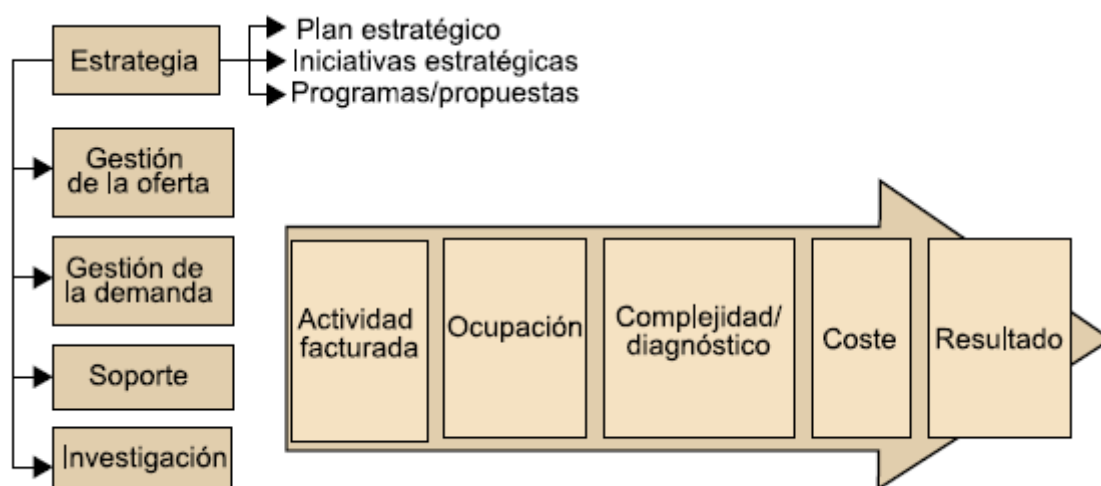 Estrategia
Plan estratégico
Iniciativas estratégicas
Programas/propuestas
Gestión
de la oferta
Gestión de
la demanda
Soporte
Investigación
Actividad
facturada
Ocupación
Complejidad/
diagnóstico
Coste
Resultado